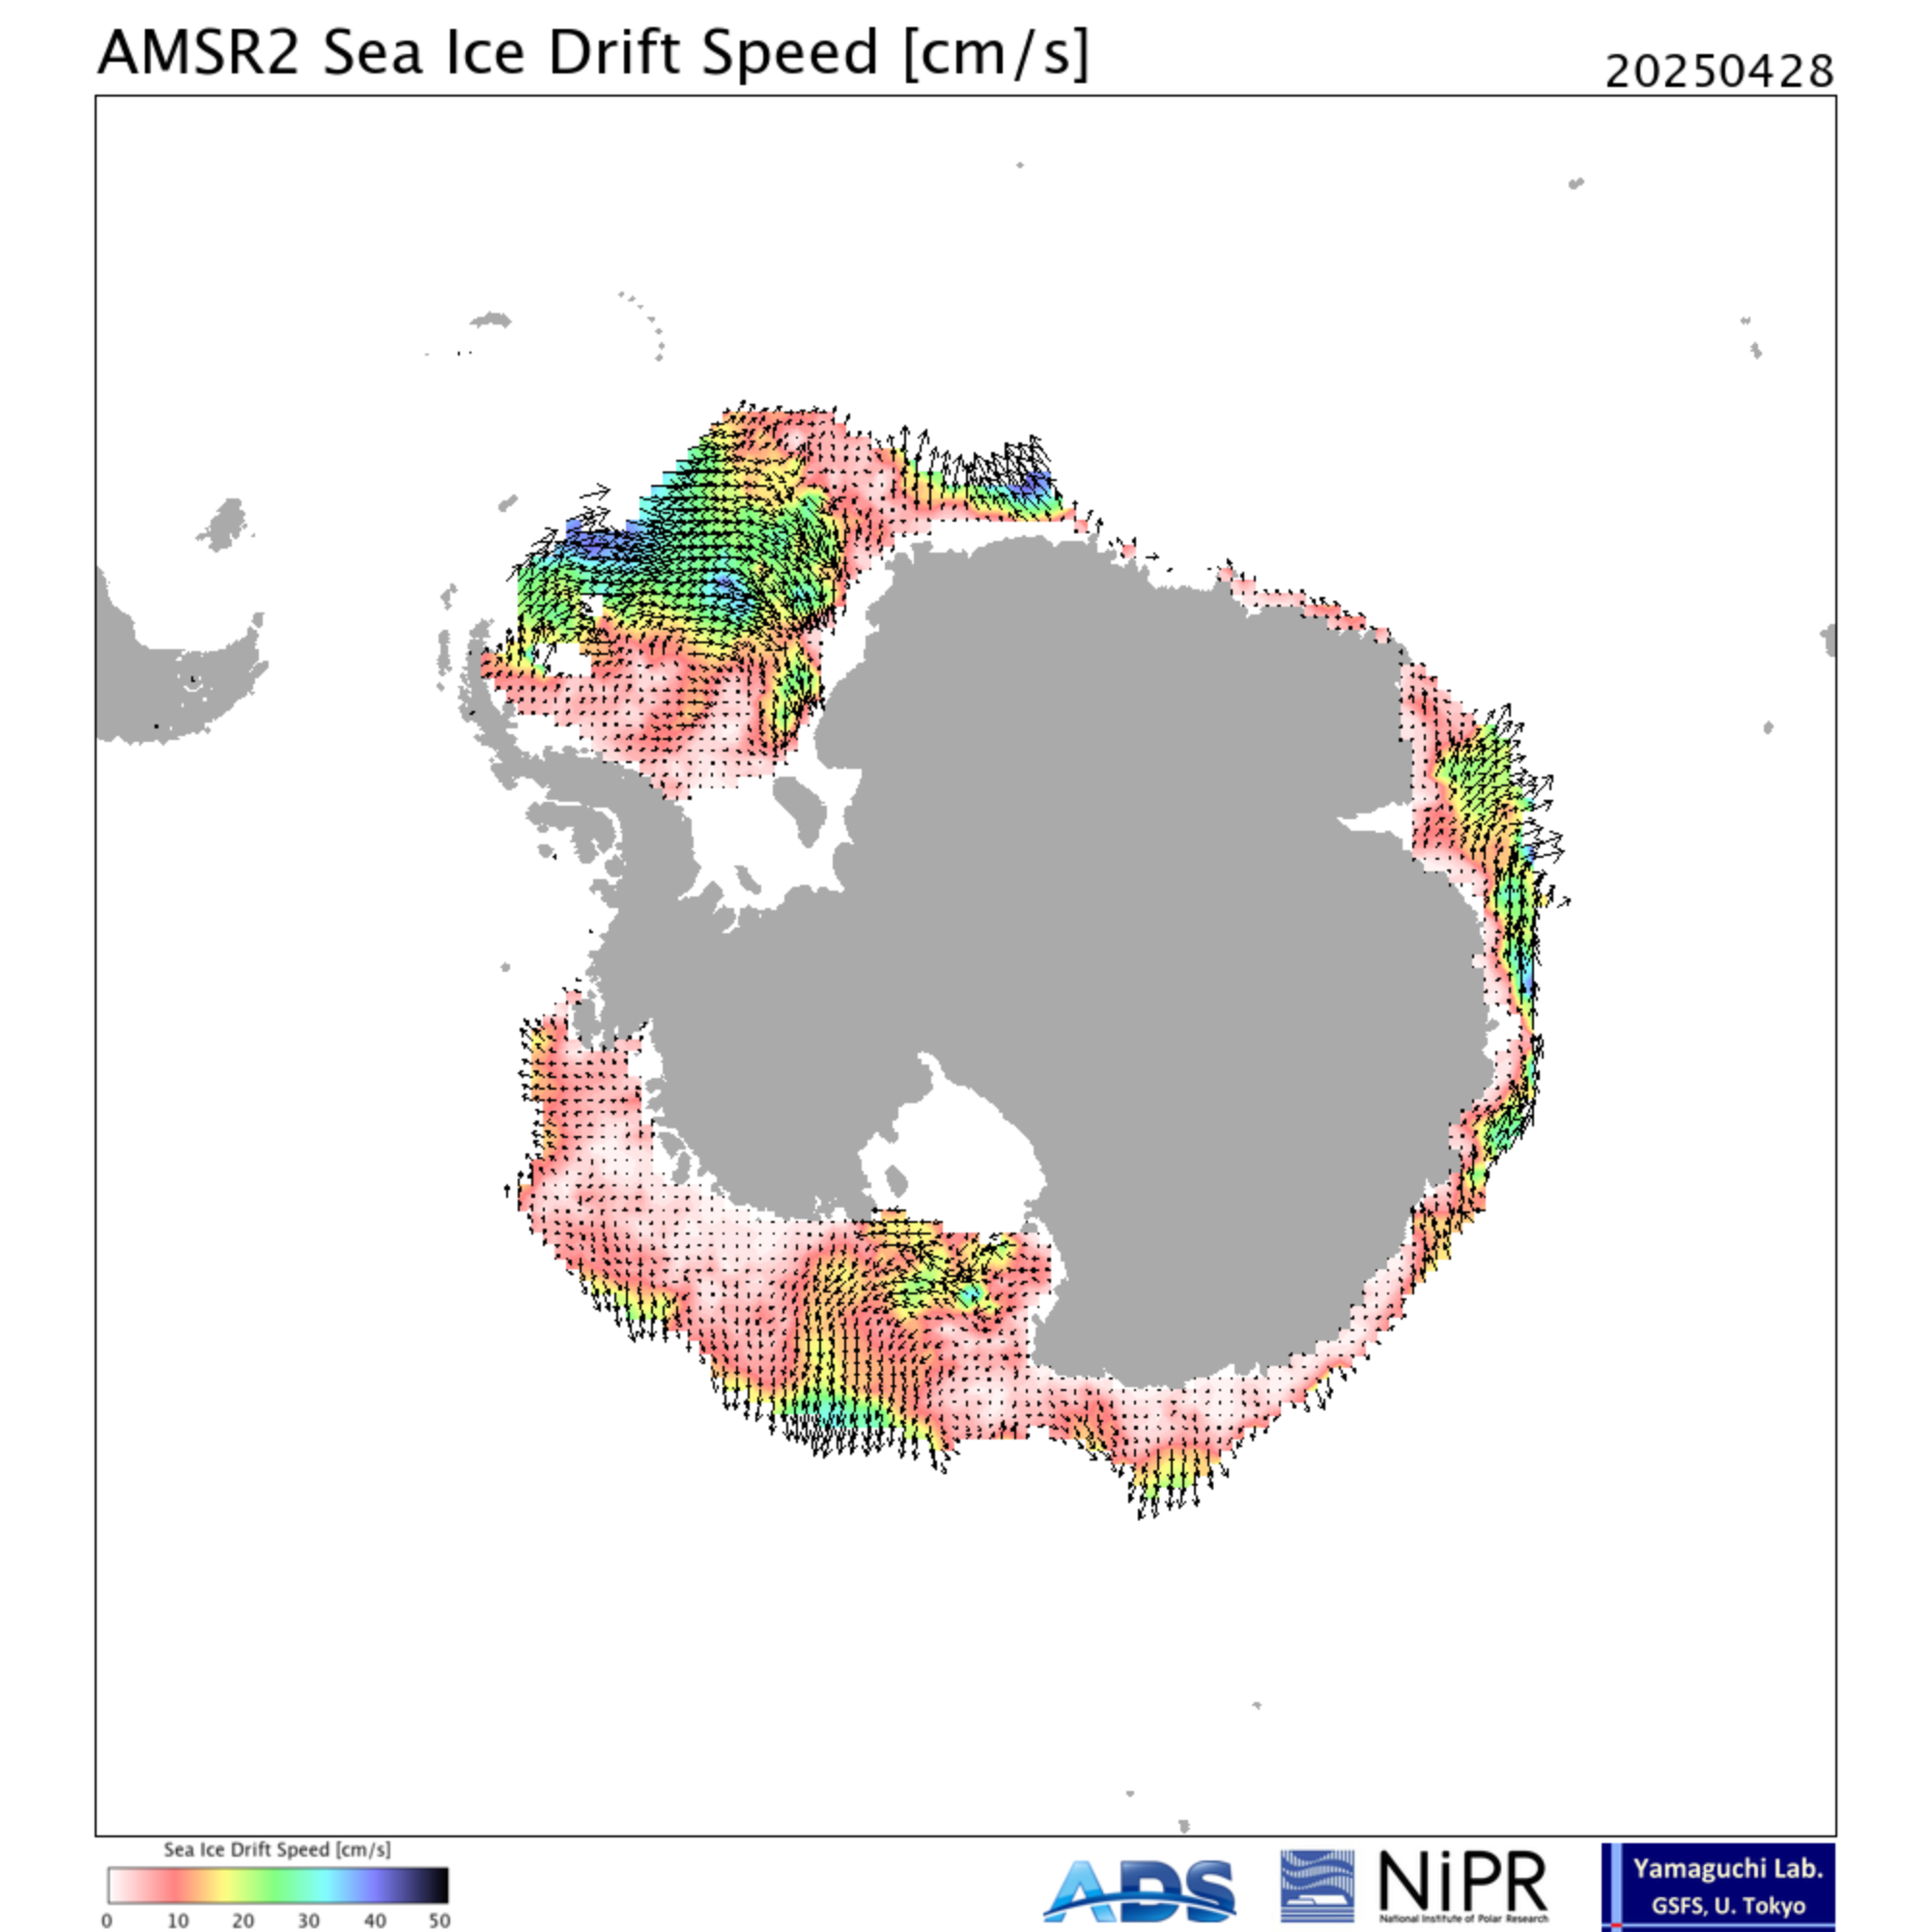 AMSR2 Sea Ice Drift Speed [cm/s]
20250428
Sea Ice Drift Speed [cm/s]
0 10 20 30 40 50
ADS
NiPR
National Institute of Polar Research
Yamaguchi Lab.
GSFS, U. Tokyo